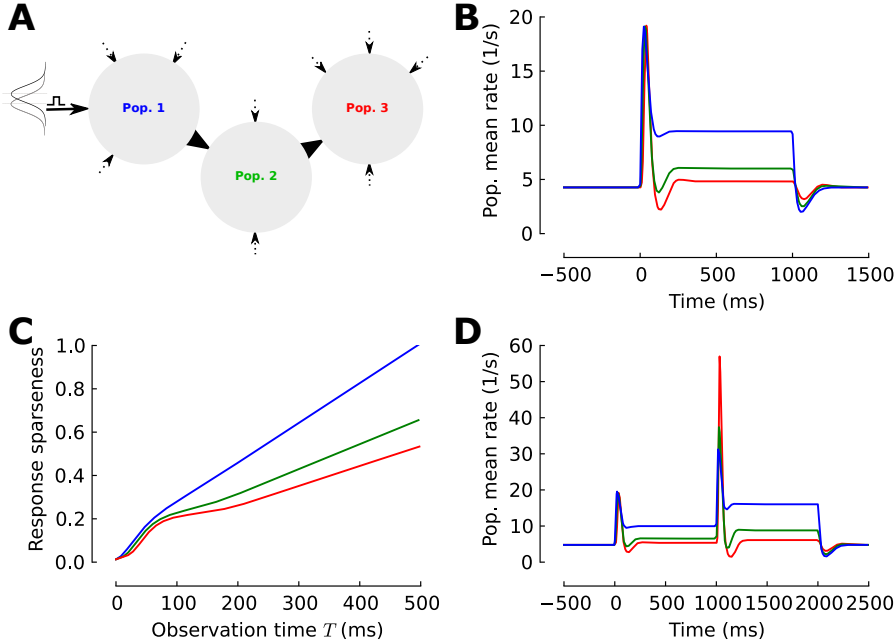 A
Pop. 1
Pop. 2
Pop. 3
B
Pop. mean rate (1/s)
20
15
10
5
0
−500 0 500 1000 1500
Time (ms)
C
Response sparseness
1.0
0.8
0.6
0.4
0.2
0.0
0 100 200 300 400 500
Observation time T (ms)
D
Pop. mean rate (1/s)
60
50
40
30
20
10
0
−500 0 500 1000 1500 2000 2500
Time (ms)